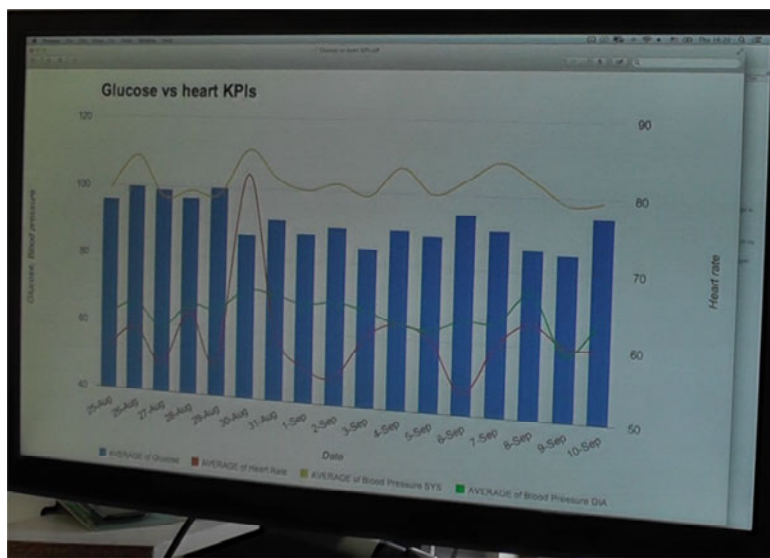 Thu 16:29
Glucose vs heart KPIs
120
100
80
60
40
Glucose, Blood pressure
90
80
70
60
50
Heart rate
25-Aug
26-Aug
27-Aug
28-Aug
29-Aug
30-Aug
31-Aug
1-Sep
2-Sep
3-Sep
4-Sep
5-Sep
6-Sep
7-Sep
8-Sep
9-Sep
10-Sep
Date
AVERAGE of Glucose AVERAGE of Heart Rate AVERAGE of Blood Pressure SYS AVERAGE of Blood Pressure DIA